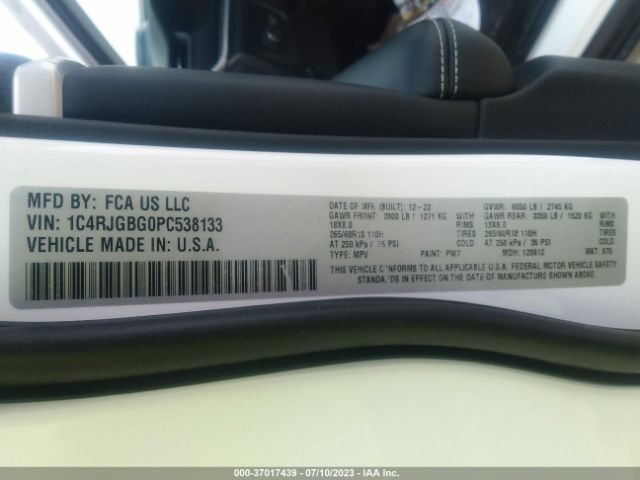 MFD BY: FCA US LLC
VIN: 1C4RJGBG0PC538133
VEHICLE MADE IN: U.S.A.
DATE OF MFR. (BUILT): 12-22 GVWR: 6050 LB / 2745 KG
GAWR FRONT: 2800 LB / 1271 KG WITH GAWR REAR: 3350 LB / 1520 KG WITH
18X8.0 RIMS 18X8.0 RIMS
265/60R18 110H TIRES 265/60R18 110H TIRES
AT 250 kPa / 36 PSI COLD AT 250 kPa / 36 PSI COLD
TYPE: MPV PAINT: PW7 MDH: 120912 MKT: 875
THIS VEHICLE CONFORMS TO ALL APPLICABLE U.S.A. FEDERAL MOTOR VEHICLE SAFETY
STANDARDS IN EFFECT ON THE DATE OF MANUFACTURE SHOWN ABOVE.
000-37017439 - 07/10/2023 - IAA Inc.